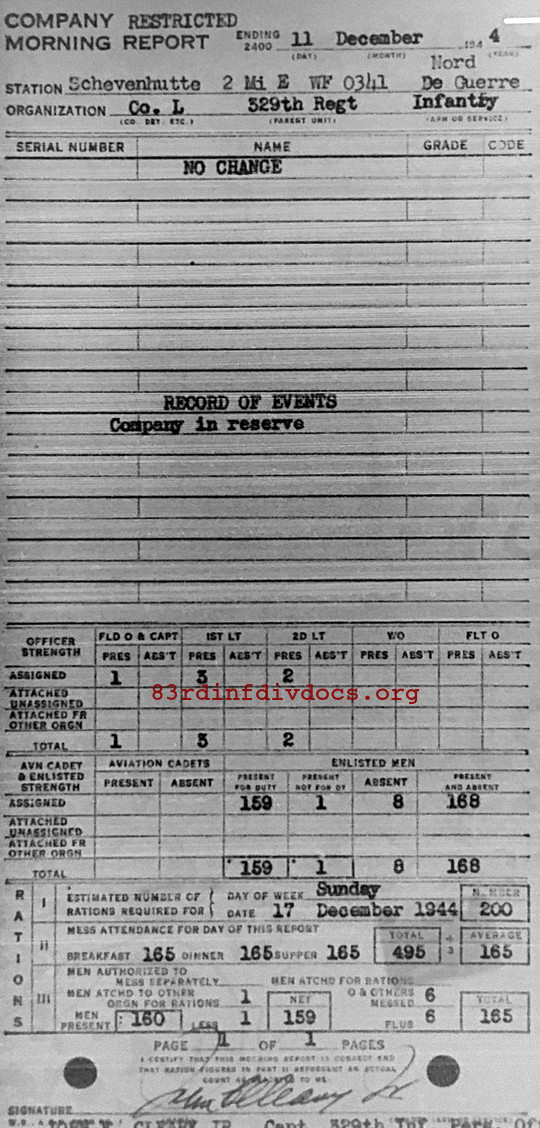 COMPANY RESTRICTED
MORNING REPORT ENDING 2400 11 December 194 4
(DAY) (MONTH) (YEAR)
Nord
STATION Schevenhutte 2 Mi E WF 0341 De Guerre
ORGANIZATION Co. L 329th Regt Infantry
(CO. DET. ETC.) (PARENT UNIT) (ARM OR SERVICE)
SERIAL NUMBER NAME GRADE CODE
NO CHANGE
RECORD OF EVENTS
Company in reserve
OFFICER STRENGTH FLD O & CAPT 1ST LT 2D LT W/O FLT O
PRES ABS'T PRES ABS'T PRES ABS'T PRES ABS'T PRES ABS'T
ASSIGNED 1 3 2
83rdinfdivdocs.org
ATTACHED UNASSIGNED
ATTACHED FR OTHER ORGN
TOTAL 1 3 2
AVN CADET & ENLISTED STRENGTH AVIATION CADETS ENLISTED MEN
PRESENT ABSENT PRESENT FOR DUTY PRESENT NOT FOR DY ABSENT PRESENT AND ABSENT
ASSIGNED 159 1 8 168
ATTACHED UNASSIGNED
ATTACHED FR OTHER ORGN
TOTAL 159 1 8 168
RATIONS
I ESTIMATED NUMBER OF DAY OF WEEK Sunday NUMBER
RATIONS REQUIRED FOR DATE 17 December 1944 200
II MESS ATTENDANCE FOR DAY OF THIS REPORT TOTAL ÷ AVERAGE
BREAKFAST 165 DINNER 165 SUPPER 165 495 3 165
III MEN AUTHORIZED TO MESS SEPARATELY MEN ATCHD FOR RATIONS
MEN ATCHD TO OTHER ORGN FOR RATIONS 1 NET O & OTHERS MESSED 6 TOTAL
MEN PRESENT 160 LESS 1 159 PLUS 6 165
PAGE 1 OF 1 PAGES
I CERTIFY THAT THIS MORNING REPORT IS CORRECT AND
THAT RATION FIGURES IN PART II REPRESENT AN ACTUAL
COUNT AS REPORTED TO ME
SIGNATURE
CLEARY JR Capt 329th Inf Pers. Off